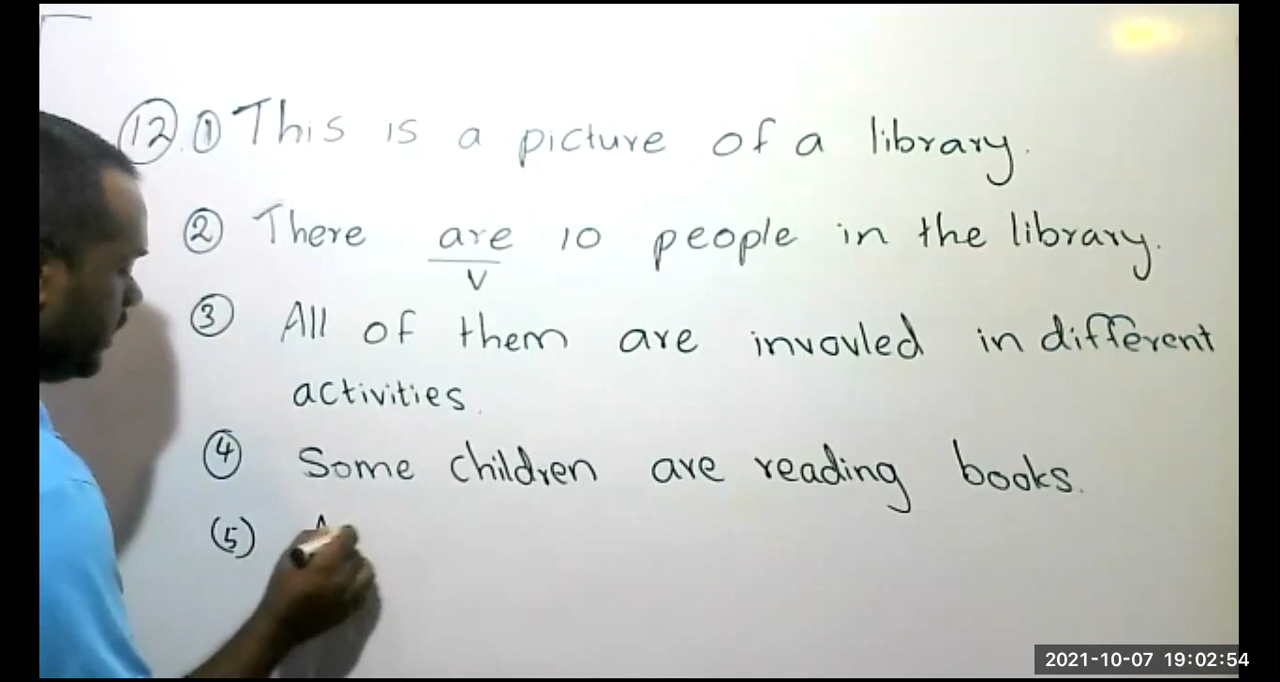 12 1 This is a picture of a library.
2 There are 10 people in the library.
V
3 All of them are invovled in different
activities.
4 Some children are reading books.
(5) A
2021-10-07 19:02:54